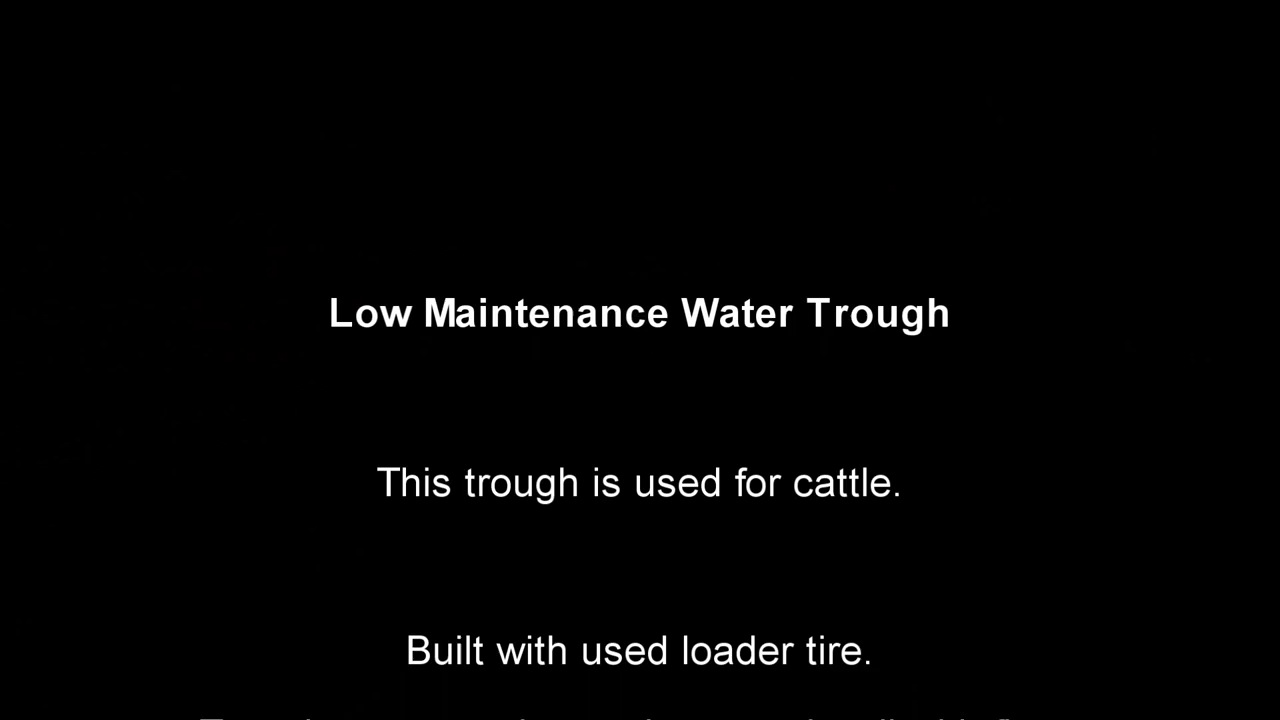 Low Maintenance Water Trough
This trough is used for cattle.
Built with used loader tire.